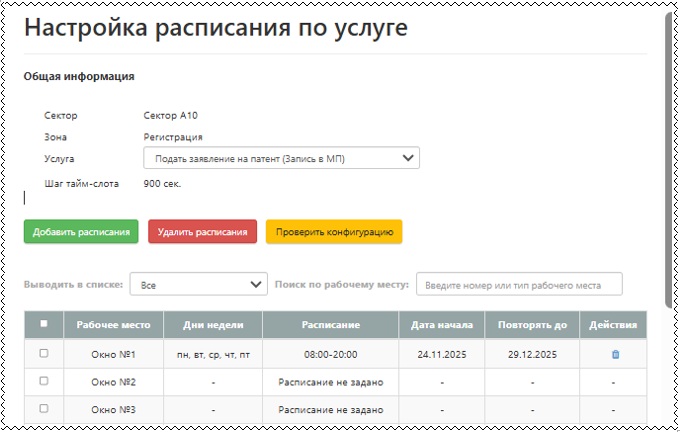 Настройка расписания по услуге
Общая информация
Сектор Сектор А10
Зона Регистрация
Услуга Подать заявление на патент (Запись в МП)
Шаг тайм-слота 900 сек.
Добавить расписания Удалить расписания Проверить конфигурацию
Выводить в списке: Все Поиск по рабочему месту: Введите номер или тип рабочего места
Рабочее место Дни недели Расписание Дата начала Повторять до Действия
Окно №1 пн, вт, ср, чт, пт 08:00-20:00 24.11.2025 29.12.2025
Окно №2 - Расписание не задано - - -
Окно №3 - Расписание не задано - - -